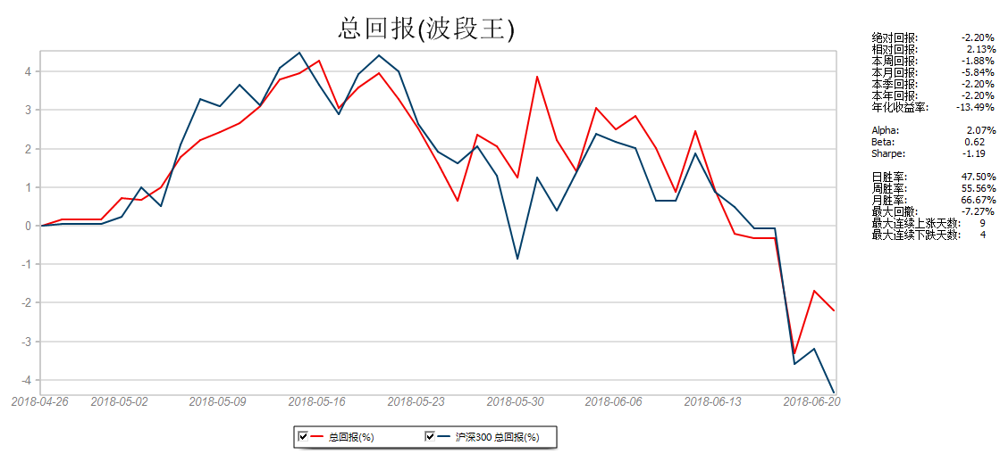 总回报(波段王)
4
3
2
1
0
-1
-2
-3
-4
2018-04-26 2018-05-02 2018-05-09 2018-05-16 2018-05-23 2018-05-30 2018-06-06 2018-06-13 2018-06-20
总回报(%) 沪深300 总回报(%)
绝对回报: -2.20%
相对回报: 2.13%
本周回报: -1.88%
本月回报: -5.84%
本季回报: -2.20%
本年回报: -2.20%
年化收益率: -13.49%
Alpha: 2.07%
Beta: 0.62
Sharpe: -1.19
日胜率: 47.50%
周胜率: 55.56%
月胜率: 66.67%
最大回撤: -7.27%
最大连续上涨天数: 9
最大连续下跌天数: 4